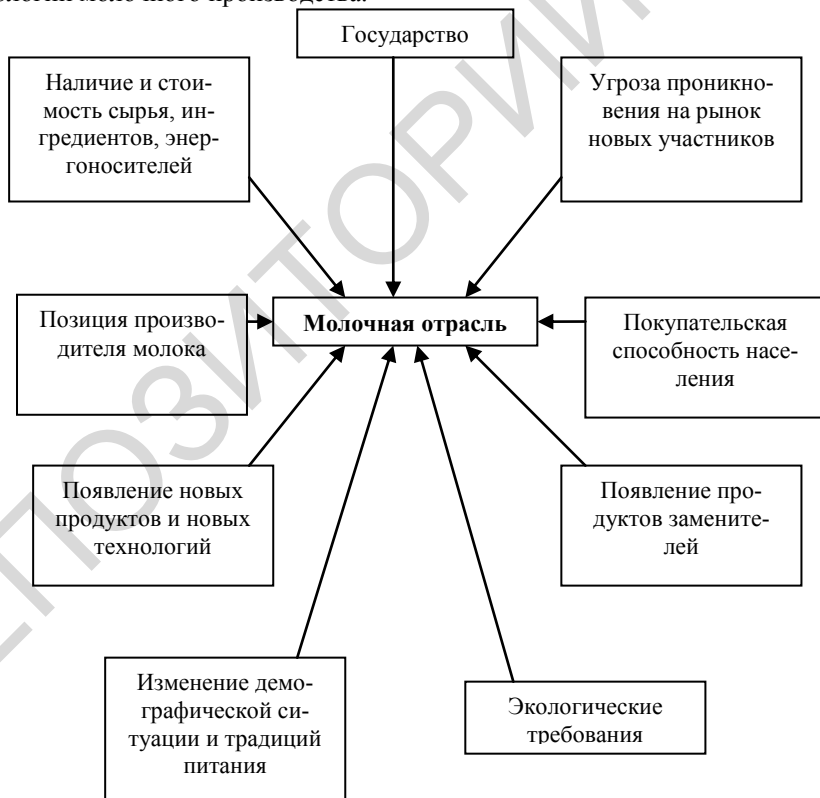 Государство
Наличие и стои-
мость сырья, ин-
гредиентов, энер-
гоносителей
Угроза проникно-
вения на рынок
новых участников
Позиция произво-
дителя молока
Молочная отрасль
Покупательская
способность насе-
ления
Появление новых
продуктов и новых
технологий
Появление про-
дуктов замените-
лей
Изменение демо-
графической си-
туации и традиций
питания
Экологические
требования